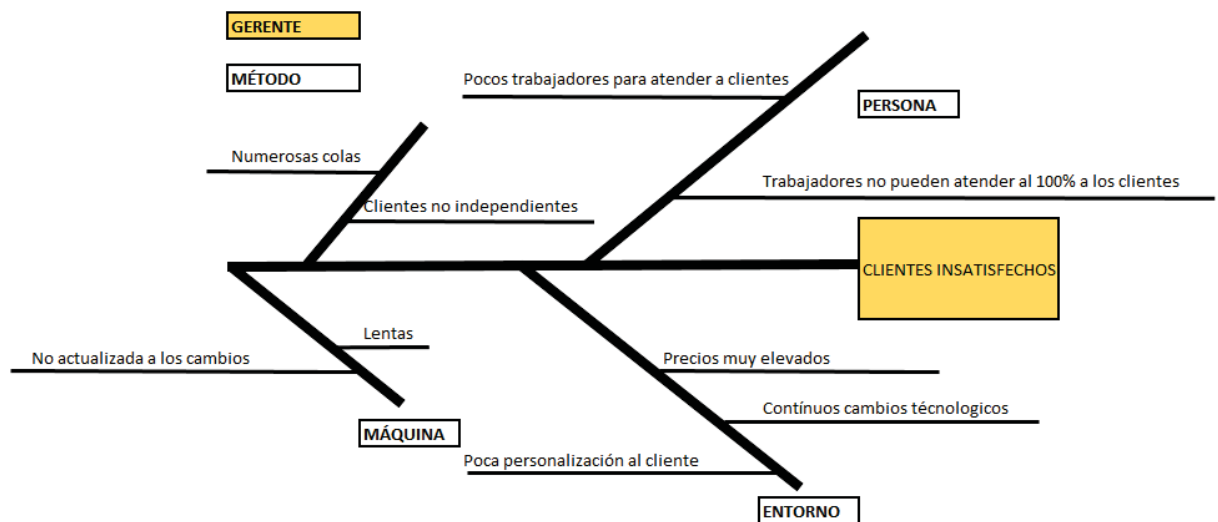 GERENTE
MÉTODO
Pocos trabajadores para atender a clientes
PERSONA
Numerosas colas
Trabajadores no pueden atender al 100% a los clientes
Clientes no independientes
CLIENTES INSATISFECHOS
Lentas
No actualizada a los cambios
Precios muy elevados
Contínuos cambios técnologicos
MÁQUINA
Poca personalización al cliente
ENTORNO